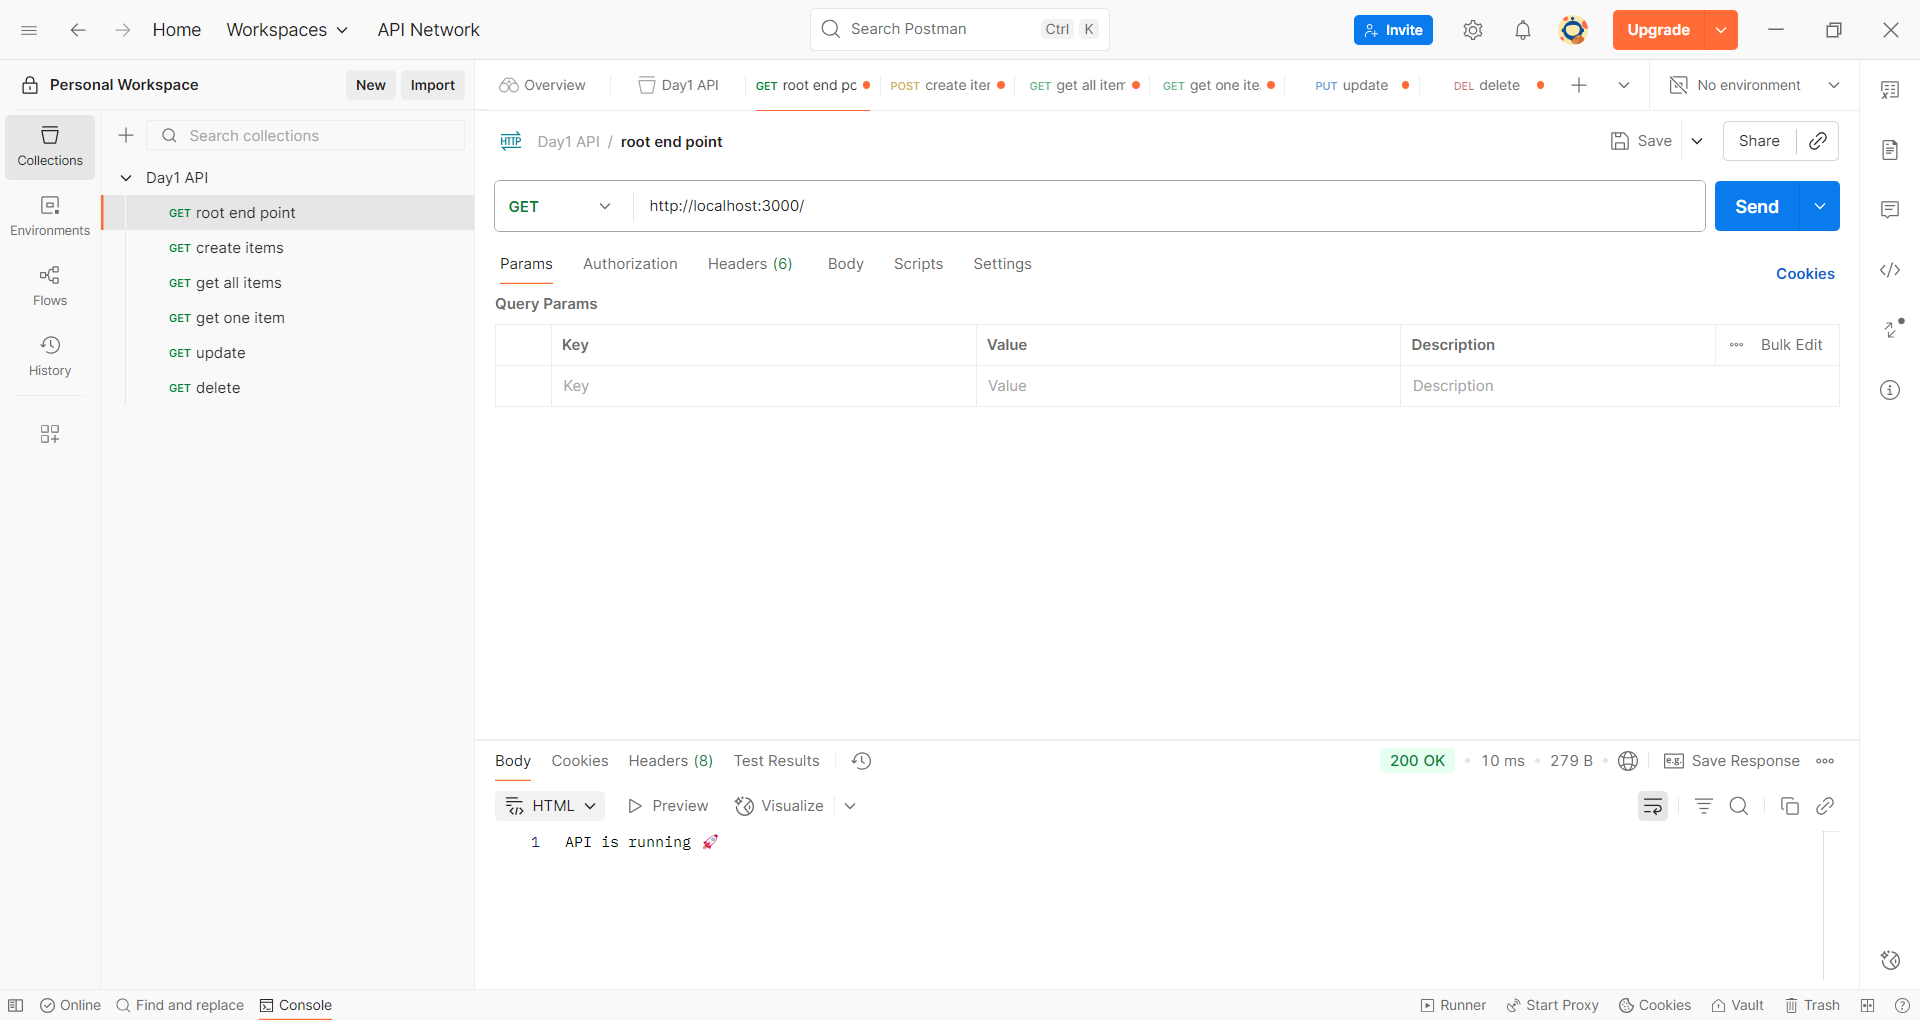 Home Workspaces API Network Search Postman Ctrl K Invite Upgrade
Personal Workspace New Import Overview Day1 API GET root end po POST create iter GET get all item GET get one ite PUT update DEL delete No environment
Collections
Environments
Flows
History
Search collections
Day1 API
GET root end point
GET create items
GET get all items
GET get one item
GET update
GET delete
HTTP Day1 API / root end point Save Share
GET http://localhost:3000/ Send
Params Authorization Headers (6) Body Scripts Settings Cookies
Query Params
Key Value Description Bulk Edit
Key Value Description
Body Cookies Headers (8) Test Results 200 OK 10 ms 279 B e.g. Save Response
HTML Preview Visualize
1 API is running 🚀
Online Find and replace Console Runner Start Proxy Cookies Vault Trash